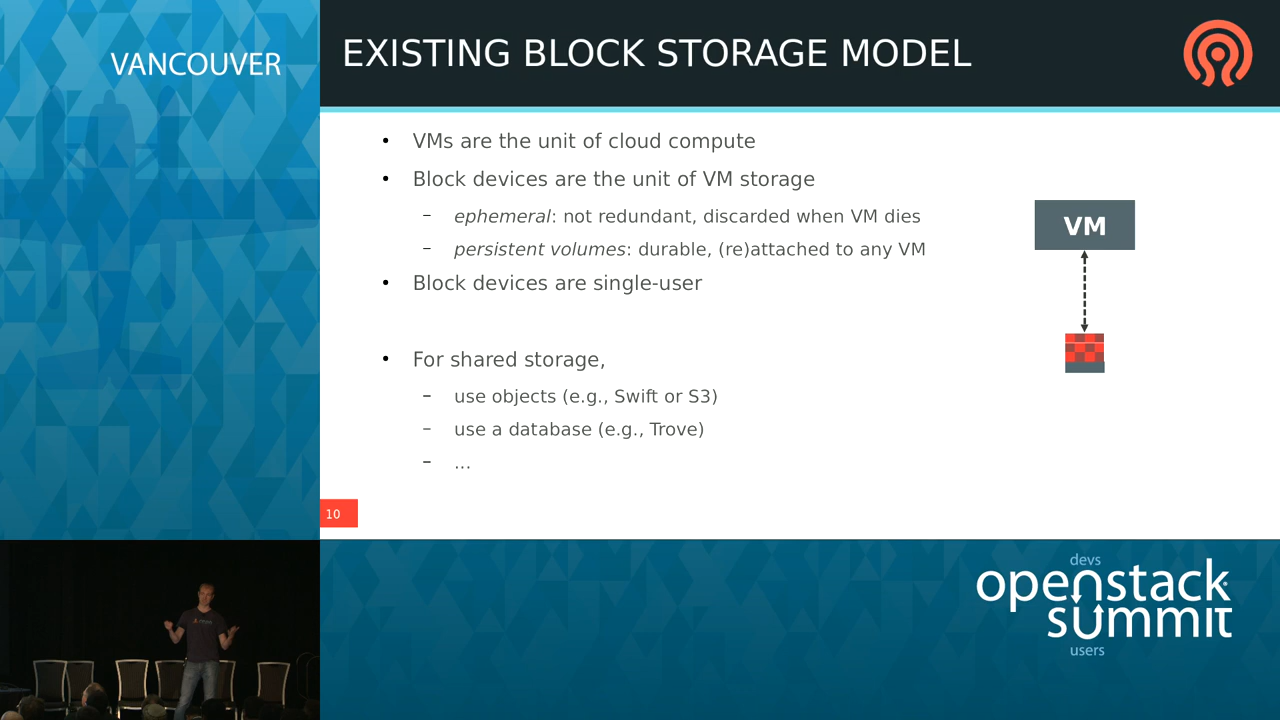 VANCOUVER
EXISTING BLOCK STORAGE MODEL
• VMs are the unit of cloud compute
• Block devices are the unit of VM storage
– ephemeral: not redundant, discarded when VM dies
– persistent volumes: durable, (re)attached to any VM
• Block devices are single-user
• For shared storage,
– use objects (e.g., Swift or S3)
– use a database (e.g., Trove)
– ...
VM
10
devs
openstack
summit
users